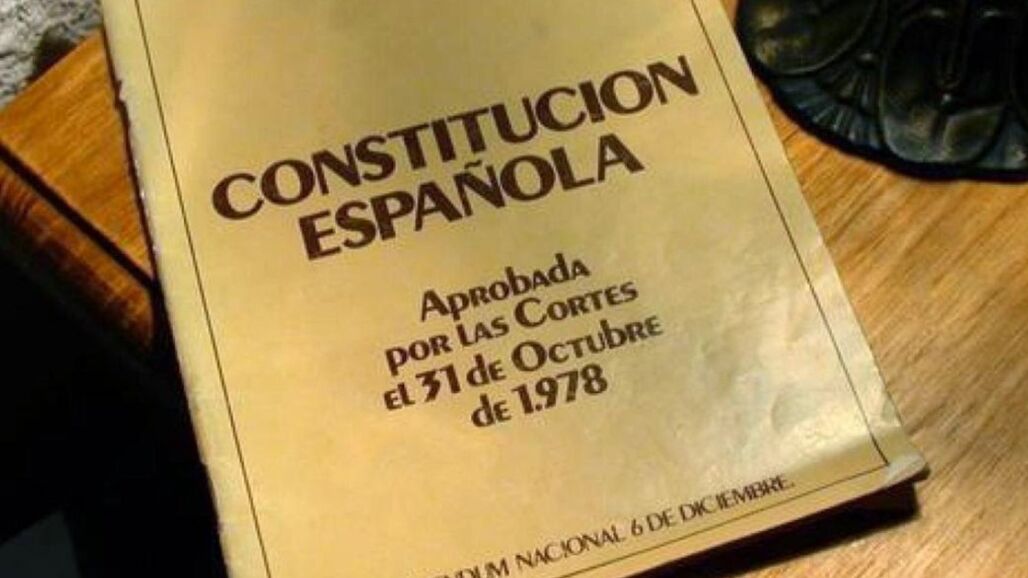 CONSTITUCION
ESPAÑOLA
Aprobada
por las Cortes
el 31 de Octubre
de 1.978
NACIONAL 6 DE DICIEMBRE.